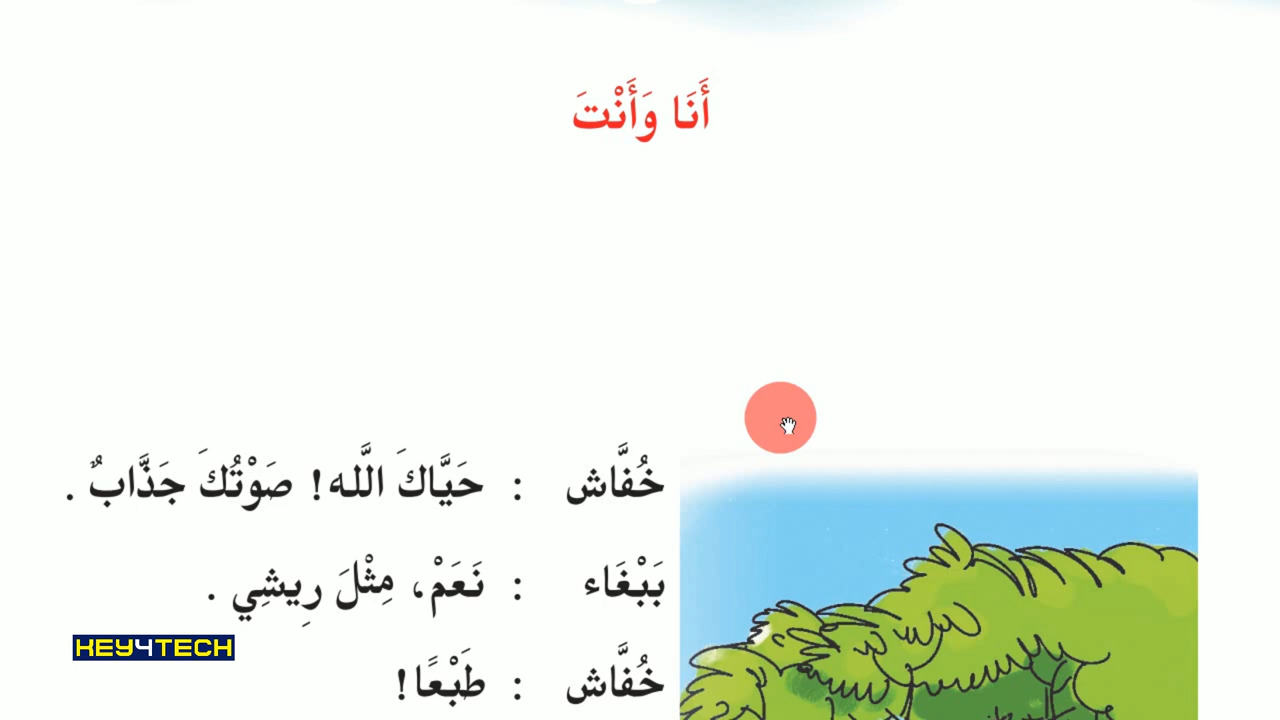 أَنَا وَأَنْتَ
خُفَّاش : حَيَّاكَ اللَّه! صَوْتُكَ جَذَّابٌ .
بَبْغَاء : نَعَمْ، مِثْلَ رِيشِي .
خُفَّاش : طَبْعًا!
KEY4TECH